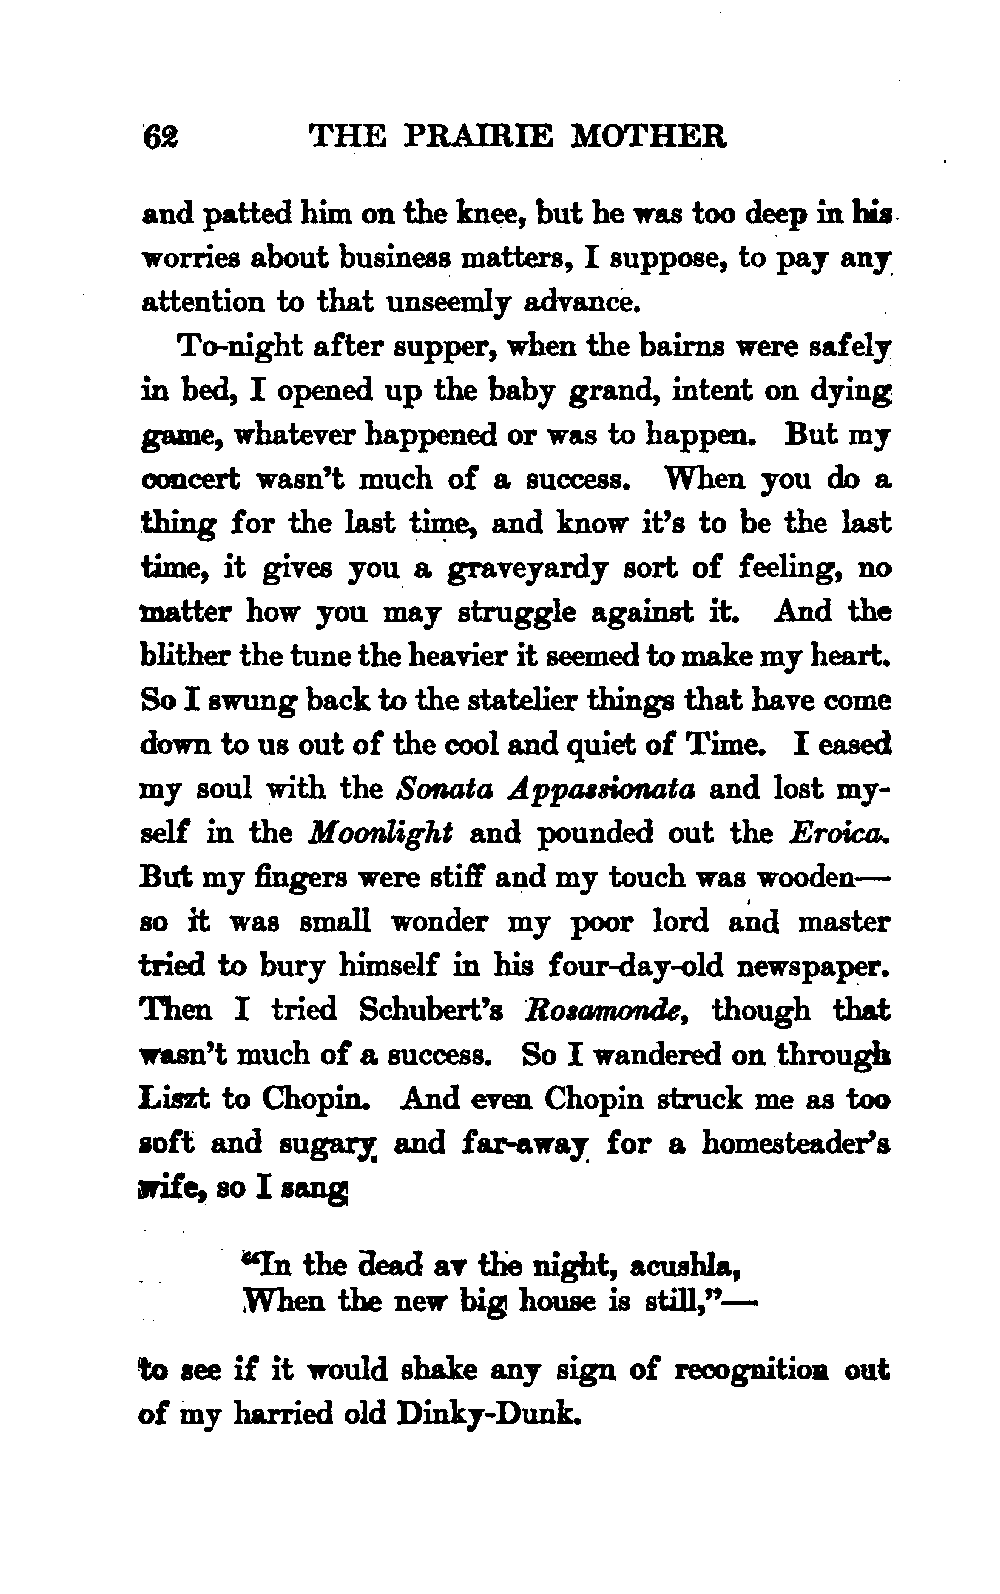 62 THE PRAIRIE MOTHER
and patted him on the knee, but he was too deep in his
worries about business matters, I suppose, to pay any
attention to that unseemly advance.
To-night after supper, when the bairns were safely
in bed, I opened up the baby grand, intent on dying
game, whatever happened or was to happen. But my
concert wasn't much of a success. When you do a
thing for the last time, and know it's to be the last
time, it gives you a graveyardy sort of feeling, no
matter how you may struggle against it. And the
blither the tune the heavier it seemed to make my heart.
So I swung back to the statelier things that have come
down to us out of the cool and quiet of Time. I eased
my soul with the Sonata Appassionata and lost my-
self in the Moonlight and pounded out the Eroica.
But my fingers were stiff and my touch was wooden—
so it was small wonder my poor lord and master
tried to bury himself in his four-day-old newspaper.
Then I tried Schubert's Rosamonde, though that
wasn't much of a success. So I wandered on through
Liszt to Chopin. And even Chopin struck me as too
soft and sugary and far-away for a homesteader's
wife, so I sang
"In the dead av the night, acushla,
When the new big house is still,"—
to see if it would shake any sign of recognition out
of my harried old Dinky-Dunk.